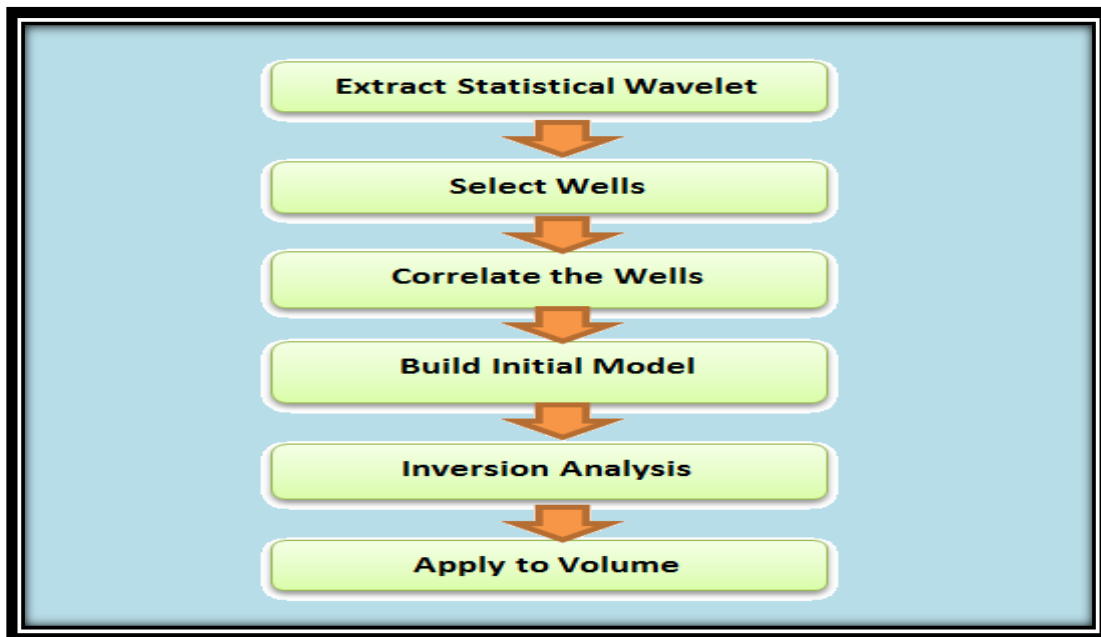 Extract Statistical Wavelet
Select Wells
Correlate the Wells
Build Initial Model
Inversion Analysis
Apply to Volume